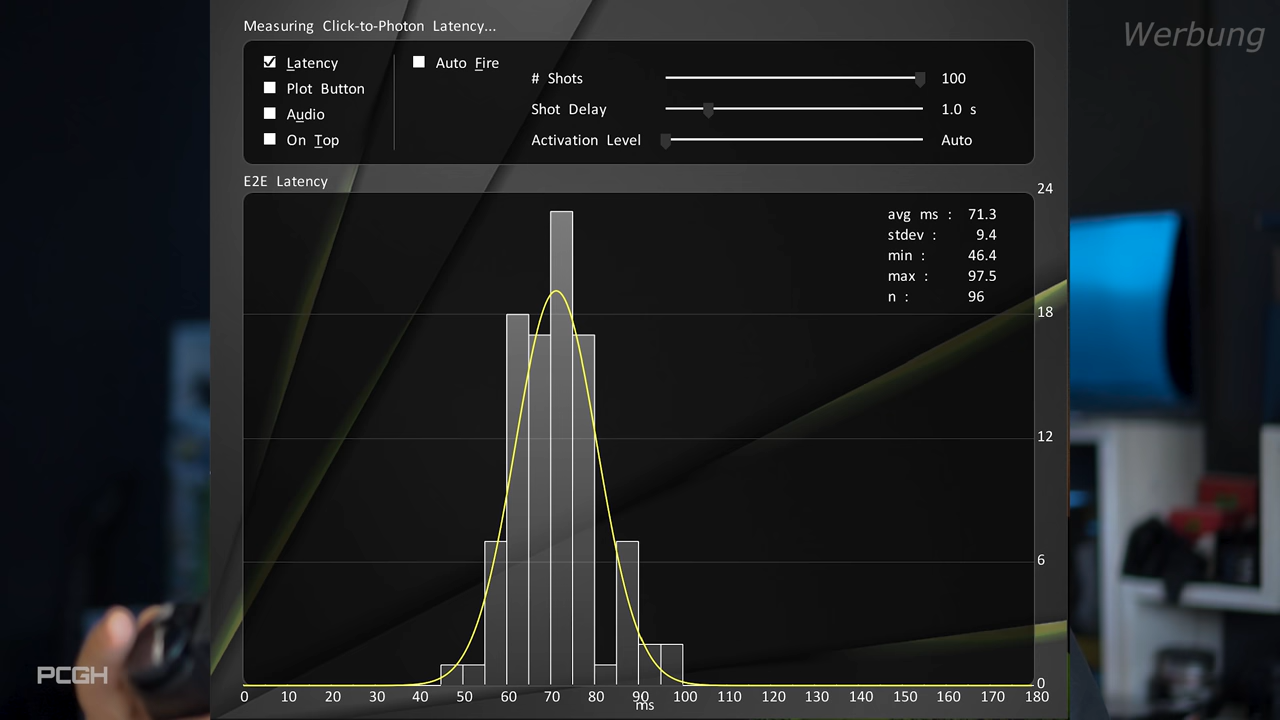 Measuring Click-to-Photon Latency...
Werbung
Latency
Plot Button
Audio
On Top
Auto Fire
# Shots 100
Shot Delay 1.0 s
Activation Level Auto
E2E Latency
24
18
12
6
0
avg ms : 71.3
stdev : 9.4
min : 46.4
max : 97.5
n : 96
0 10 20 30 40 50 60 70 80 90 100 110 120 130 140 150 160 170 180
ms
PCGH